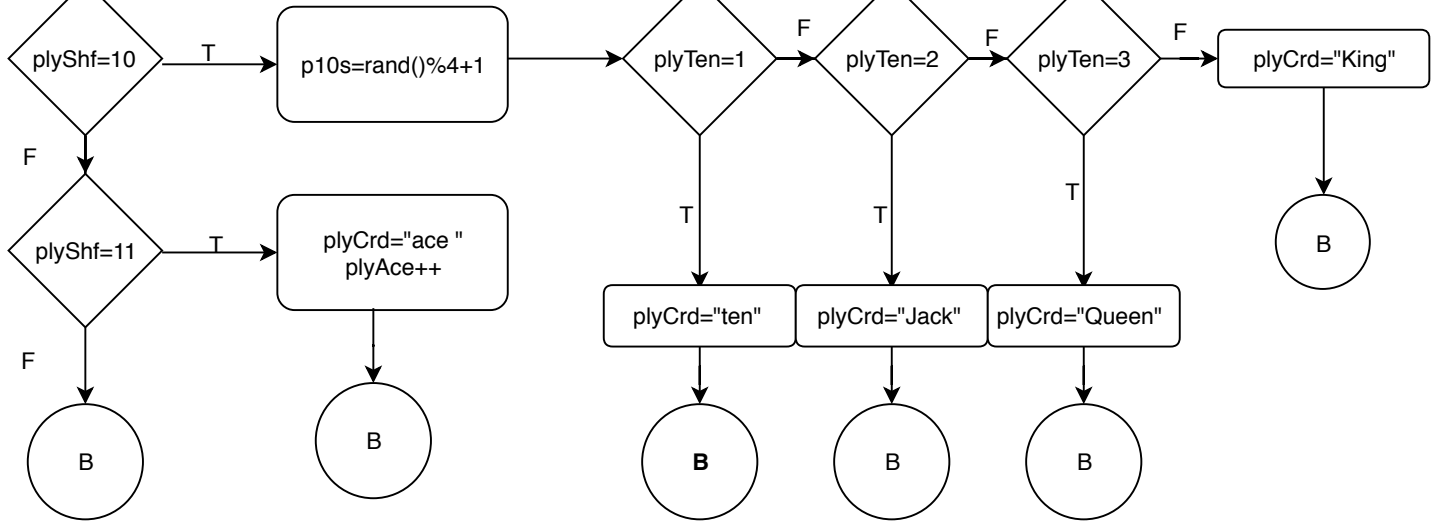 plyShf=10
T
p10s=rand()%4+1
plyTen=1
F
plyTen=2
F
plyTen=3
F
plyCrd="King"
B
F
plyShf=11
T
plyCrd="ace "
plyAce++
T
T
T
plyCrd="ten"
plyCrd="Jack"
plyCrd="Queen"
F
B
B
B
B
B